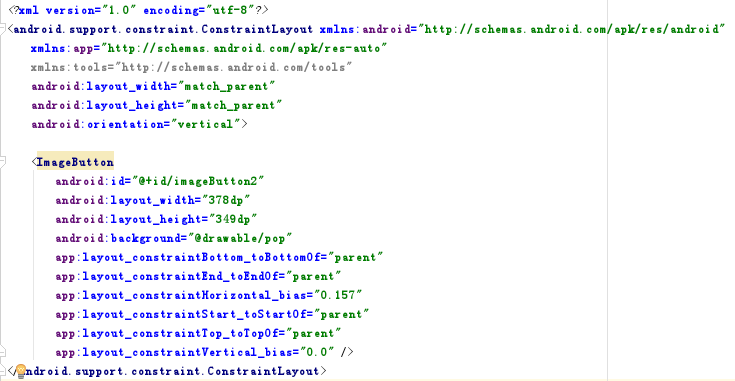 <?xml version="1.0" encoding="utf-8"?>
<android.support.constraint.ConstraintLayout xmlns:android="http://schemas.android.com/apk/res/android"
xmlns:app="http://schemas.android.com/apk/res-auto"
xmlns:tools="http://schemas.android.com/tools"
android:layout_width="match_parent"
android:layout_height="match_parent"
android:orientation="vertical">
<ImageButton
android:id="@+id/imageButton2"
android:layout_width="378dp"
android:layout_height="349dp"
android:background="@drawable/pop"
app:layout_constraintBottom_toBottomOf="parent"
app:layout_constraintEnd_toEndOf="parent"
app:layout_constraintHorizontal_bias="0.157"
app:layout_constraintStart_toStartOf="parent"
app:layout_constraintTop_toTopOf="parent"
app:layout_constraintVertical_bias="0.0" />
</android.support.constraint.ConstraintLayout>